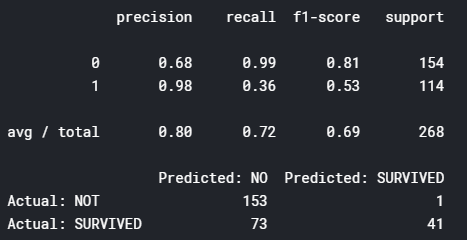 precision recall f1-score support
0 0.68 0.99 0.81 154
1 0.98 0.36 0.53 114
avg / total 0.80 0.72 0.69 268
Predicted: NO Predicted: SURVIVED
Actual: NOT 153 1
Actual: SURVIVED 73 41